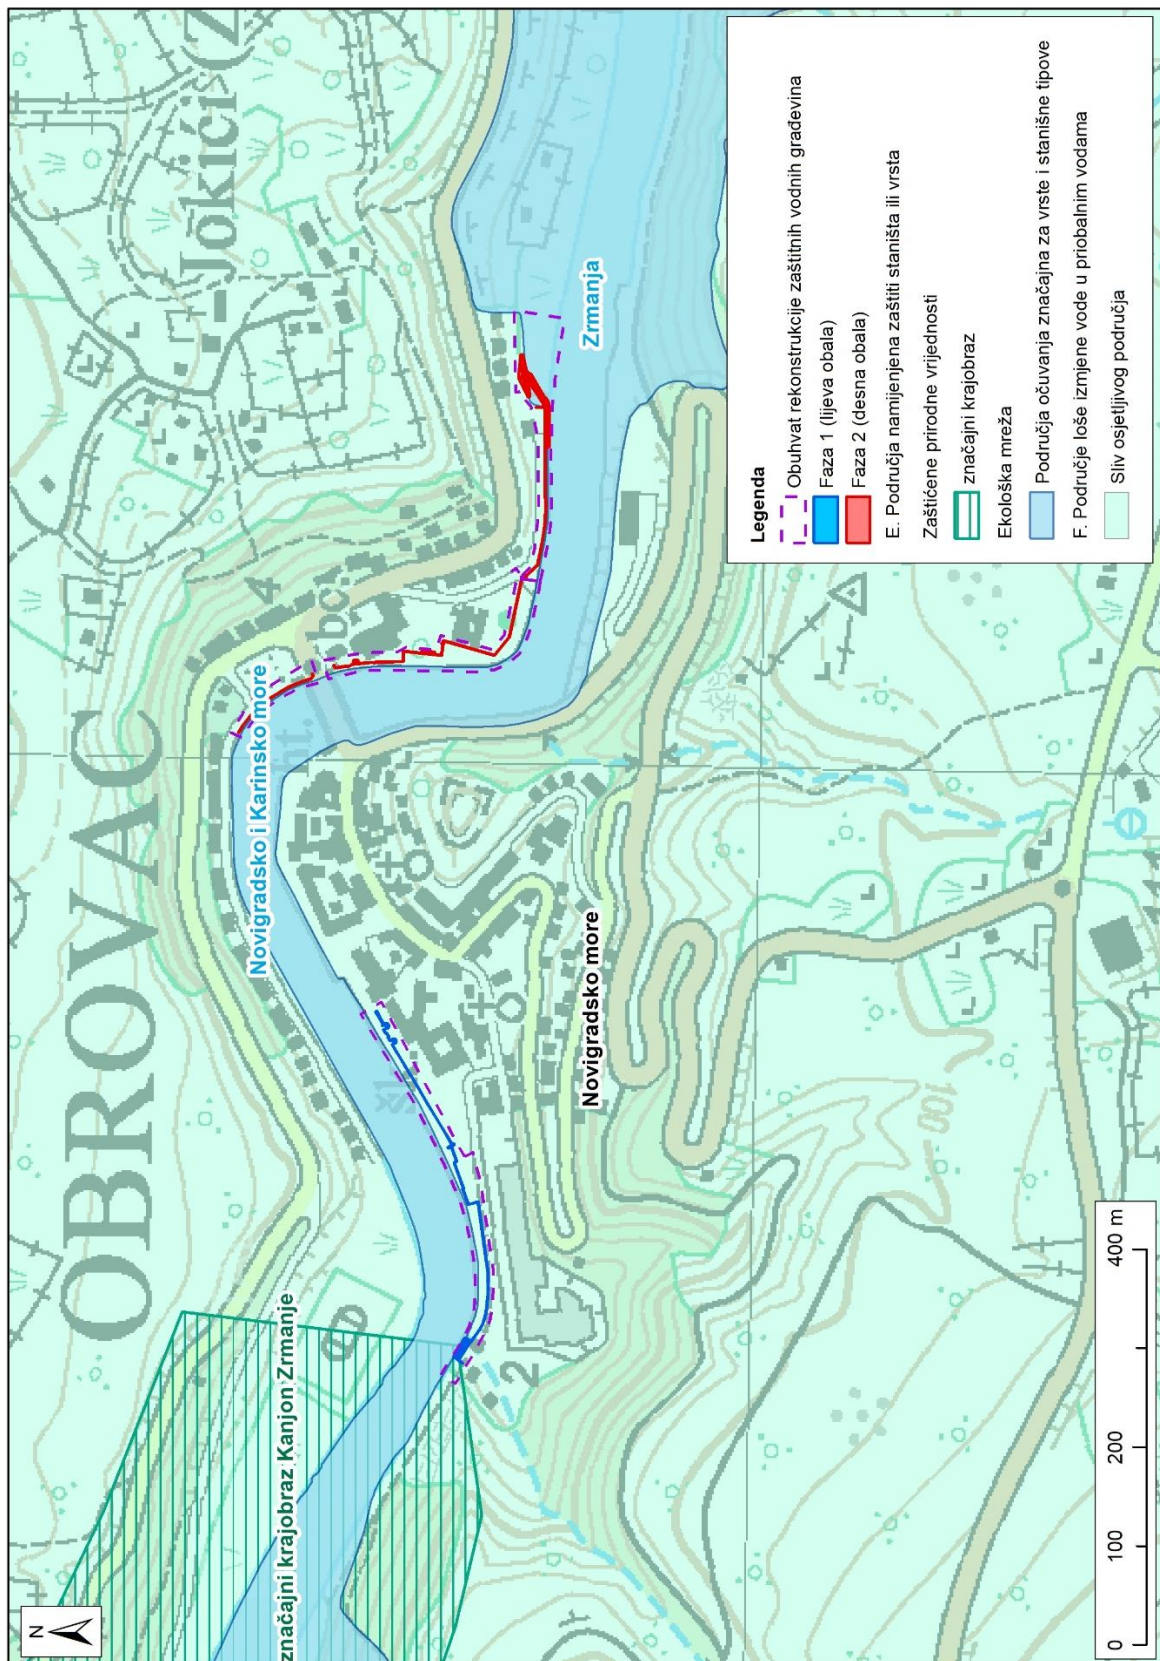 N
OBROVAC
Jokići
4
2
100
značajni krajobraz Kanjon Zrmanje
Novigradsko i Karinsko more
Novigradsko more
Zrmanja
Legenda
Obuhvat rekonstrukcije zaštitnih vodnih građevina
Faza 1 (lijeva obala)
Faza 2 (desna obala)
E. Područja namijenjena zaštiti staništa ili vrsta
Zaštićene prirodne vrijednosti
značajni krajobraz
Ekološka mreža
Područja očuvanja značajna za vrste i stanišne tipove
F. Područje loše izmjene vode u priobalnim vodama
Sliv osjetljivog područja
0 100 200 400 m